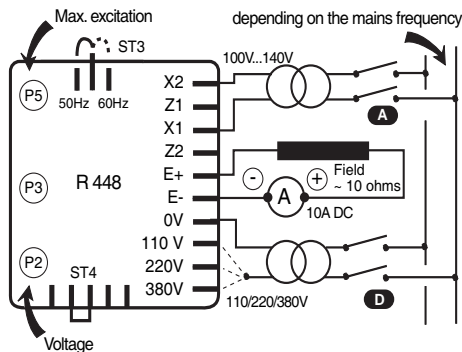 Max. excitation
depending on the mains frequency
ST3
100V...140V
P5
50Hz 60Hz
X2
Z1
X1
A
Z2
E+
Field
~ 10 ohms
P3
R 448
E-
- A +
10A DC
0V
110 V
P2
ST4
220V
380V
110/220/380V
D
Voltage